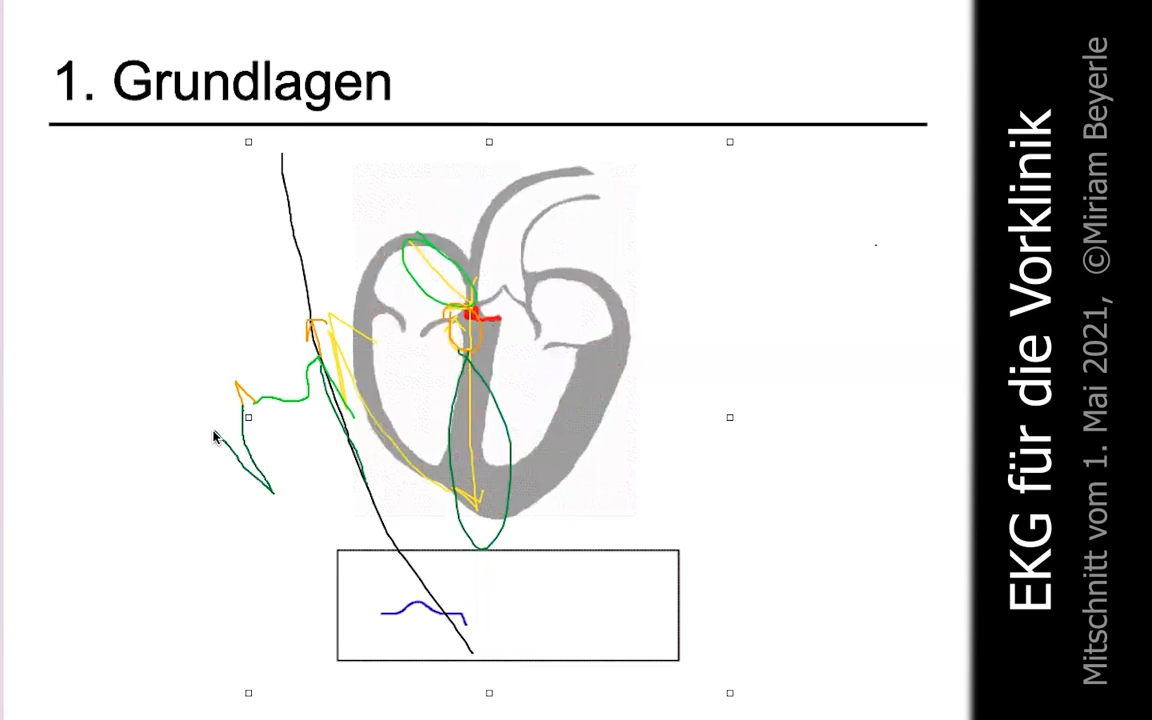 1. Grundlagen
EKG für die Vorklinik
Mitschnitt vom 1. Mai 2021, ©Miriam Beyerle